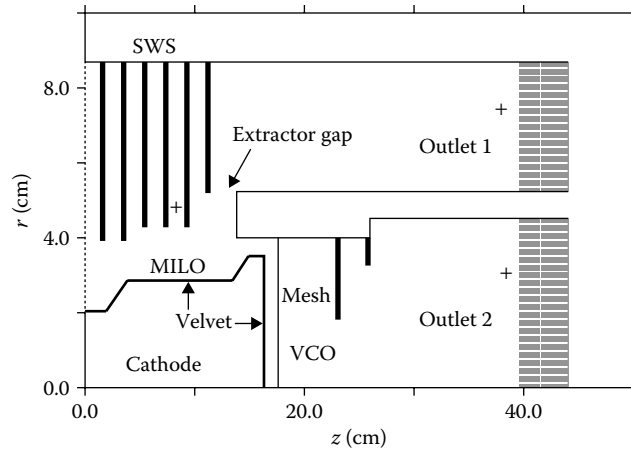 SWS
8.0
+
Extractor gap
Outlet 1
+
r (cm)
4.0
MILO
+
Mesh
Velvet
Outlet 2
VCO
Cathode
0.0
0.0
20.0
40.0
z (cm)